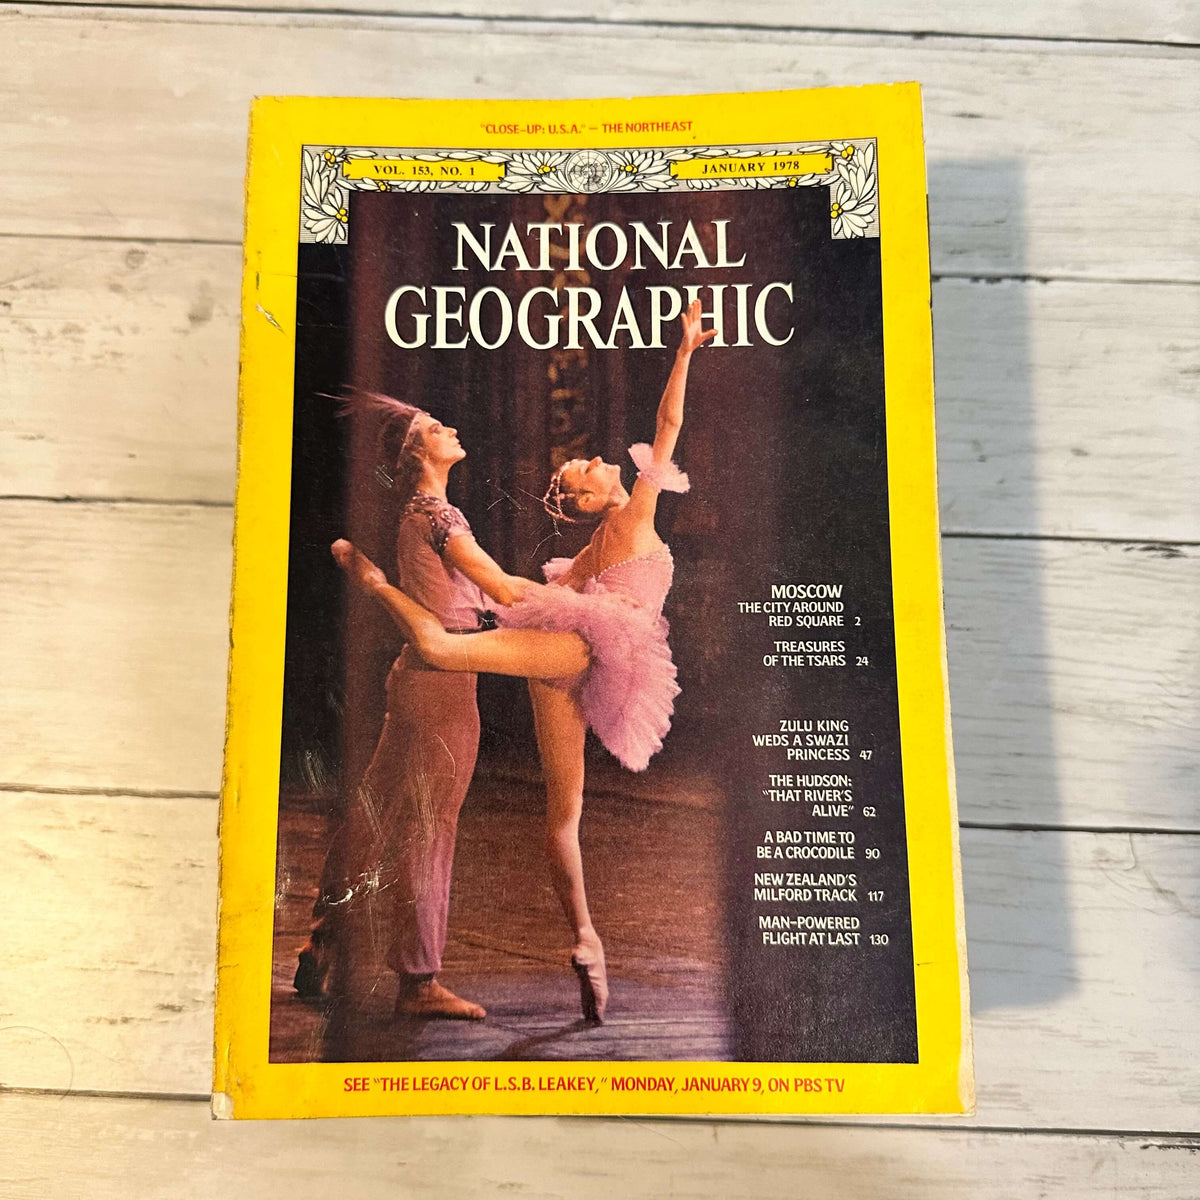 "CLOSE-UP: U.S.A." — THE NORTHEAST
VOL. 153, NO. 1
JANUARY 1978
NATIONAL
GEOGRAPHIC
MOSCOW
THE CITY AROUND
RED SQUARE 2
TREASURES
OF THE TSARS 24
ZULU KING
WEDS A SWAZI
PRINCESS 47
THE HUDSON:
"THAT RIVER'S
ALIVE" 62
A BAD TIME TO
BE A CROCODILE 90
NEW ZEALAND'S
MILFORD TRACK 117
MAN-POWERED
FLIGHT AT LAST 130
SEE "THE LEGACY OF L.S.B. LEAKEY," MONDAY, JANUARY 9, ON PBS TV